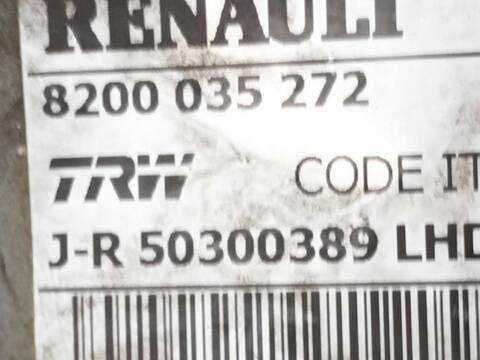 RENAULT
8200 035 272
TRW CODE IT
J-R 50300389 LHD